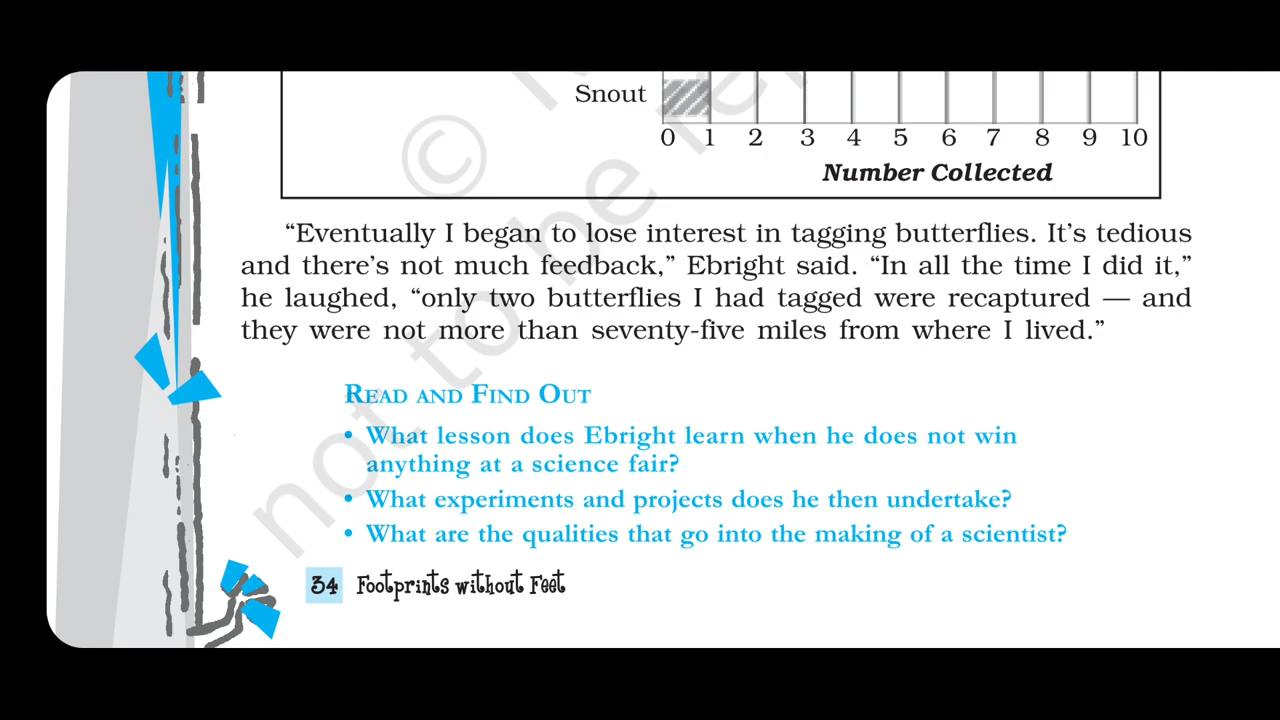 Snout
0 1 2 3 4 5 6 7 8 9 10
Number Collected
“Eventually I began to lose interest in tagging butterflies. It’s tedious
and there’s not much feedback,” Ebright said. “In all the time I did it,”
he laughed, “only two butterflies I had tagged were recaptured — and
they were not more than seventy-five miles from where I lived.”
READ AND FIND OUT
• What lesson does Ebright learn when he does not win
anything at a science fair?
• What experiments and projects does he then undertake?
• What are the qualities that go into the making of a scientist?
34 Footprints without Feet
©
not to be